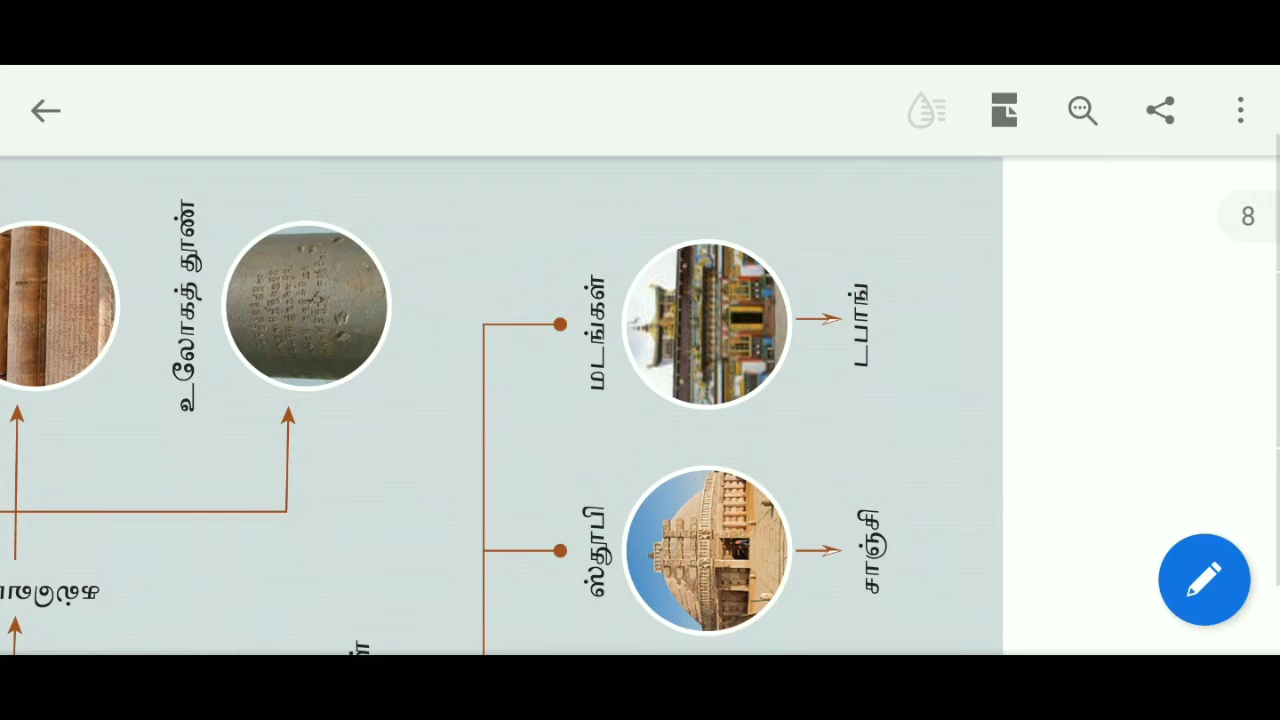 8
உலோகத் தூண்
மடங்கள்
டபாங்
ஸ்தூபி
சாஞ்சி